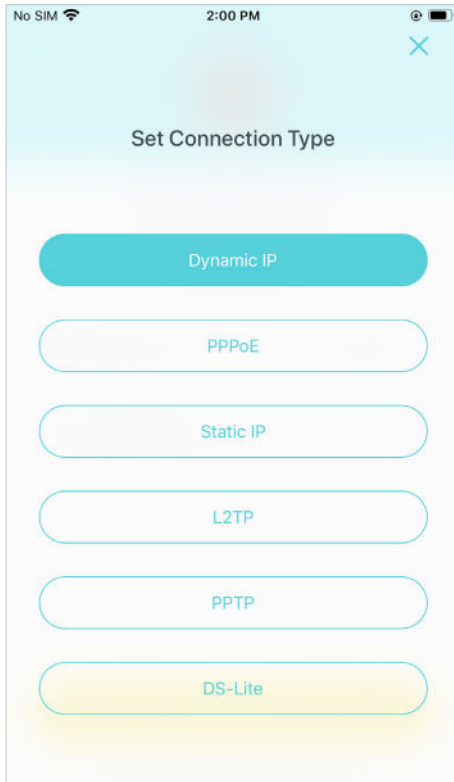 No SIM 2:00 PM
Set Connection Type
Dynamic IP
PPPoE
Static IP
L2TP
PPTP
DS-Lite